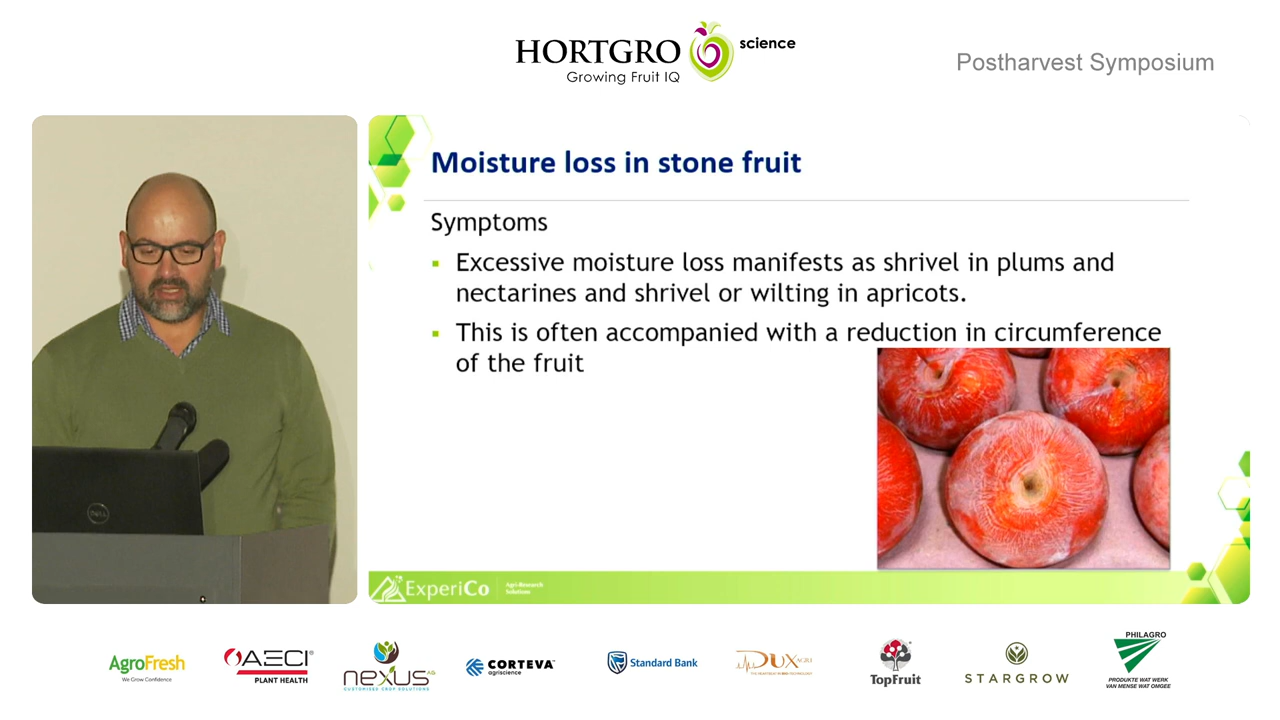 HORTGRO science
Growing Fruit IQ
Postharvest Symposium
Moisture loss in stone fruit
Symptoms
Excessive moisture loss manifests as shrivel in plums and
nectarines and shrivel or wilting in apricots.
This is often accompanied with a reduction in circumference
of the fruit
DELL
ExperiCo
Agri-Research
Solutions
AgroFresh
We Grow Confidence
AECI
PLANT HEALTH
nexus AG
CUSTOMISED CROP SOLUTIONS
CORTEVA
agriscience
Standard Bank
DUX AGRI
TopFruit
STARGROW
PHILAGRO
PRODUKTE WAT WERK
VAN MENSE WAT OMGEE